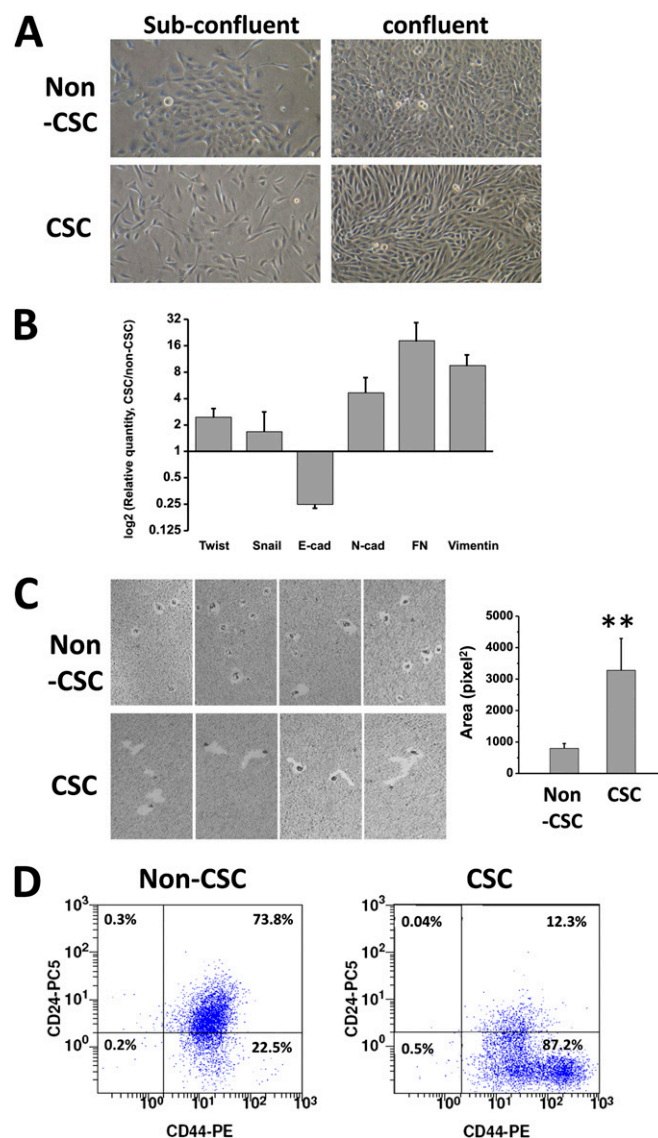 A
Sub-confluent
confluent
Non
-CSC
CSC
B
log2 (Relative quantity, CSC/non-CSC)
32
16
8
4
2
1
0.5
0.25
0.125
Twist Snail E-cad N-cad FN Vimentin
C
Non
-CSC
CSC
Area (pixel²)
5000
4000
3000
2000
1000
0
**
Non
-CSC
CSC
D
Non-CSC
CD24-PC5
10³
10²
10¹
10⁰
0.3%
73.8%
0.2%
22.5%
10⁰ 10¹ 10² 10³
CD44-PE
CSC
CD24-PC5
10³
10²
10¹
10⁰
0.04%
12.3%
0.5%
87.2%
10⁰ 10¹ 10² 10³
CD44-PE